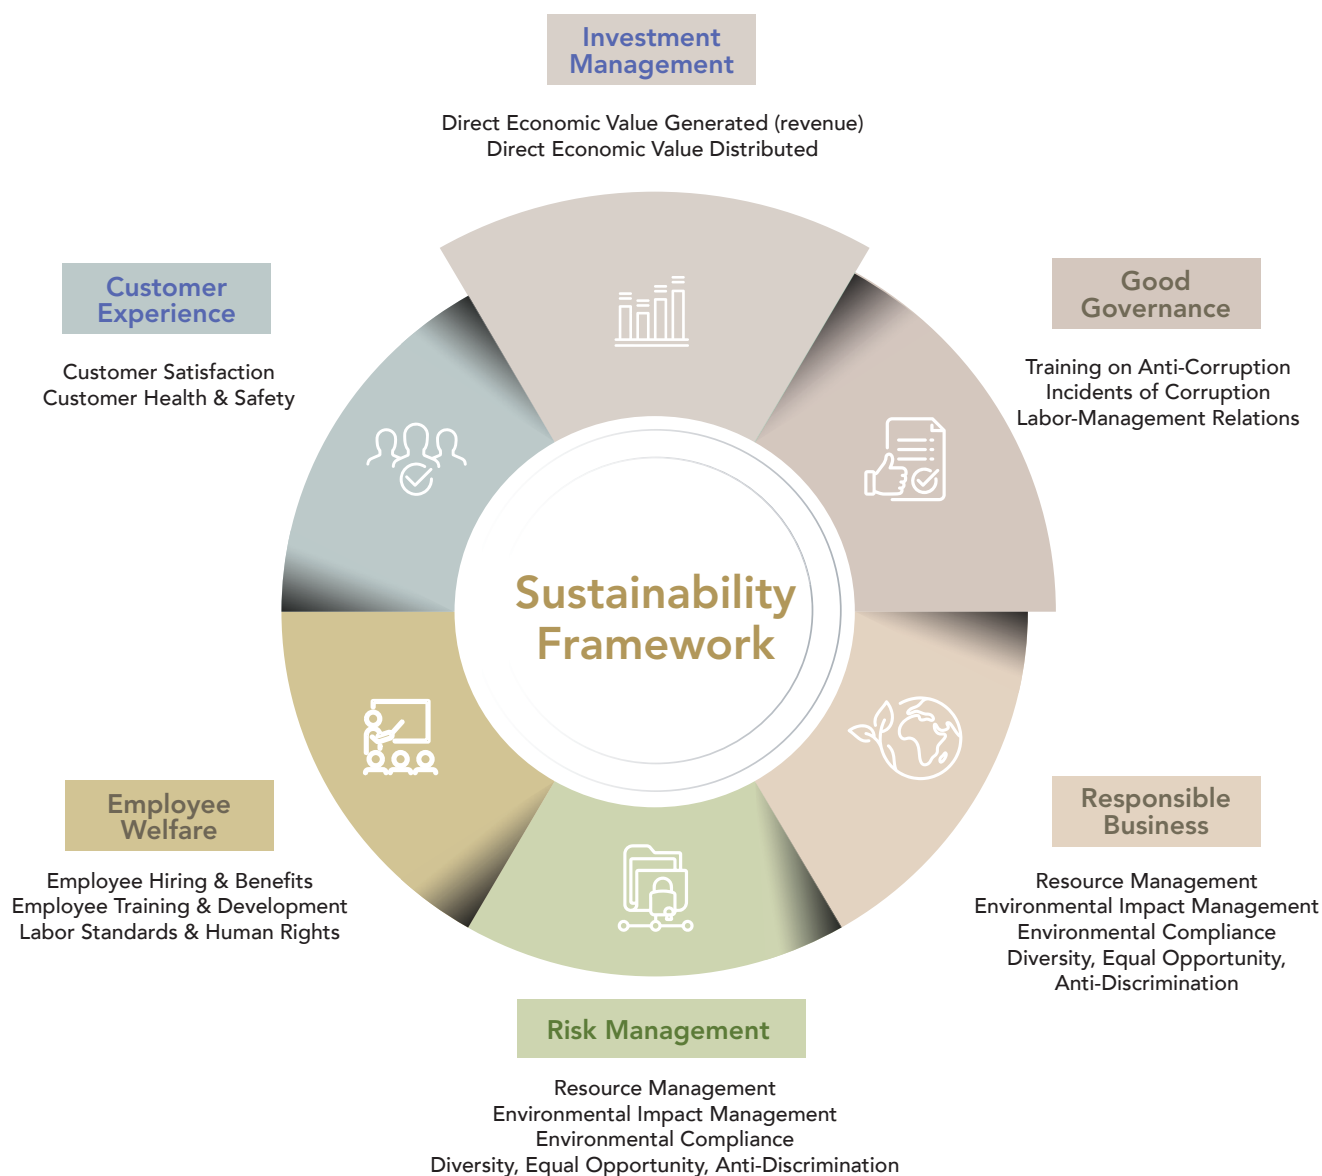 Investment
Management
Direct Economic Value Generated (revenue)
Direct Economic Value Distributed
Customer
Experience
Customer Satisfaction
Customer Health & Safety
Good
Governance
Training on Anti-Corruption
Incidents of Corruption
Labor-Management Relations
Sustainability
Framework
Employee
Welfare
Employee Hiring & Benefits
Employee Training & Development
Labor Standards & Human Rights
Responsible
Business
Resource Management
Environmental Impact Management
Environmental Compliance
Diversity, Equal Opportunity,
Anti-Discrimination
Risk Management
Resource Management
Environmental Impact Management
Environmental Compliance
Diversity, Equal Opportunity, Anti-Discrimination